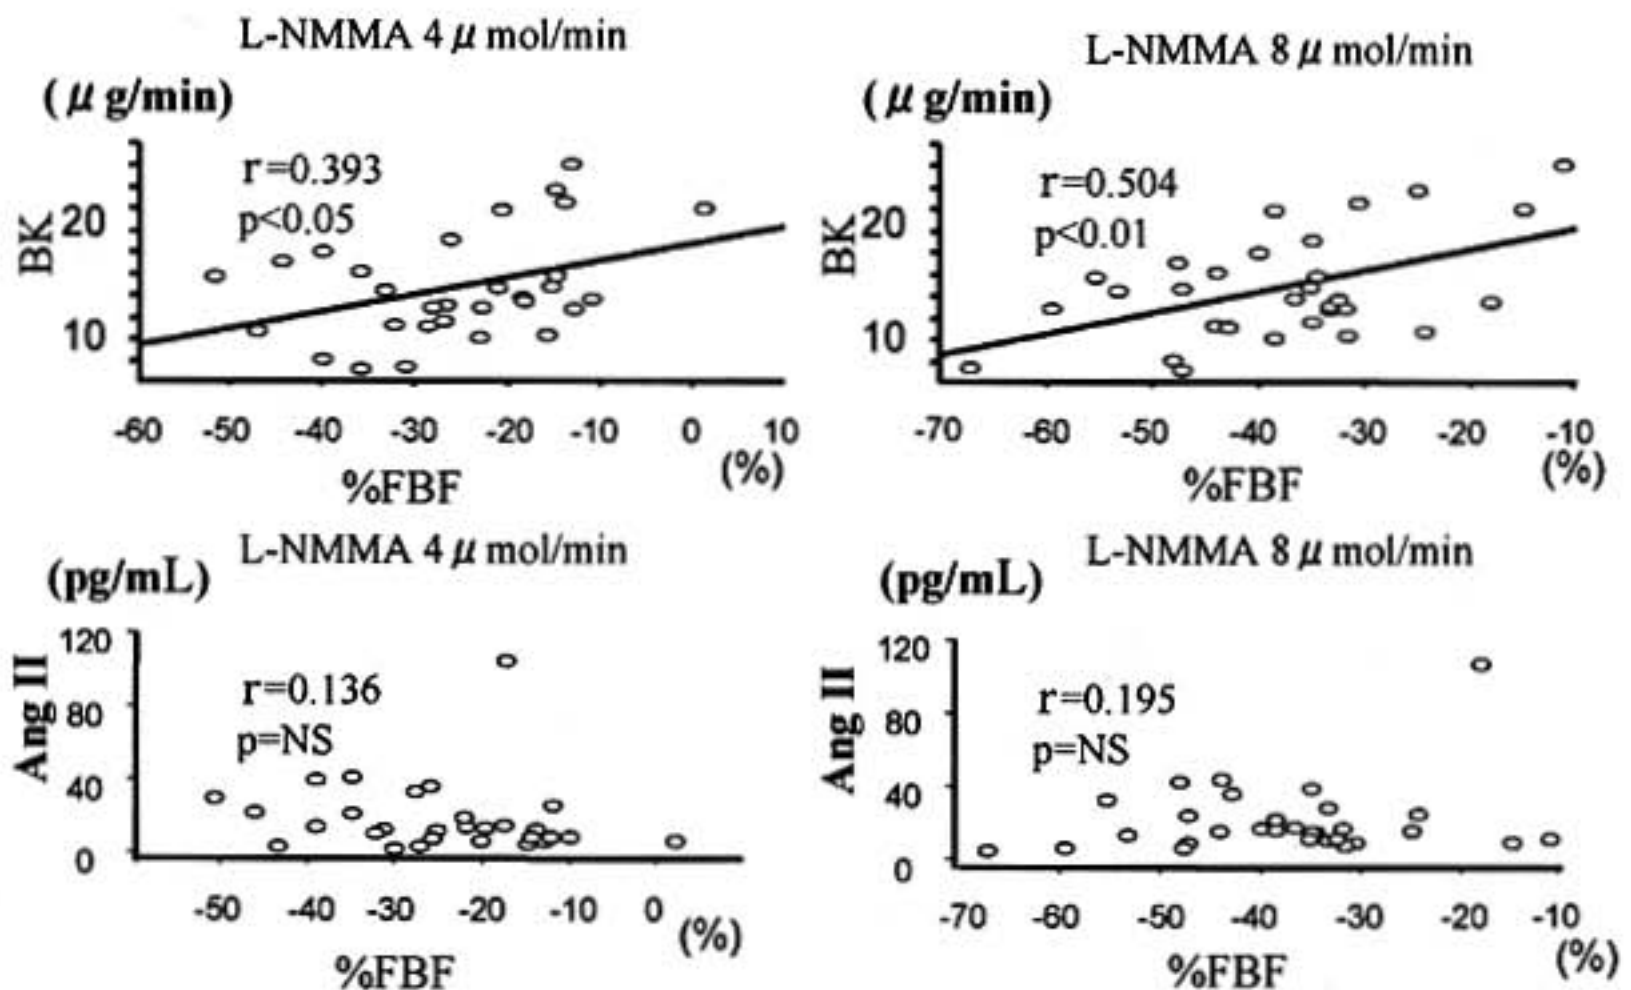 L-NMMA 4 μ mol/min
(μ g/min)
r=0.393
p<0.05
BK
20
10
-60 -50 -40 -30 -20 -10 0 10
(%)
%FBF
L-NMMA 8 μ mol/min
(μ g/min)
r=0.504
p<0.01
BK
20
10
-70 -60 -50 -40 -30 -20 -10
(%)
%FBF
L-NMMA 4 μ mol/min
(pg/mL)
120
r=0.136
80
p=NS
Ang II
40
0
-50 -40 -30 -20 -10 0
(%)
%FBF
L-NMMA 8 μ mol/min
(pg/mL)
120
r=0.195
80
p=NS
Ang II
40
0
-70 -60 -50 -40 -30 -20 -10
(%)
%FBF